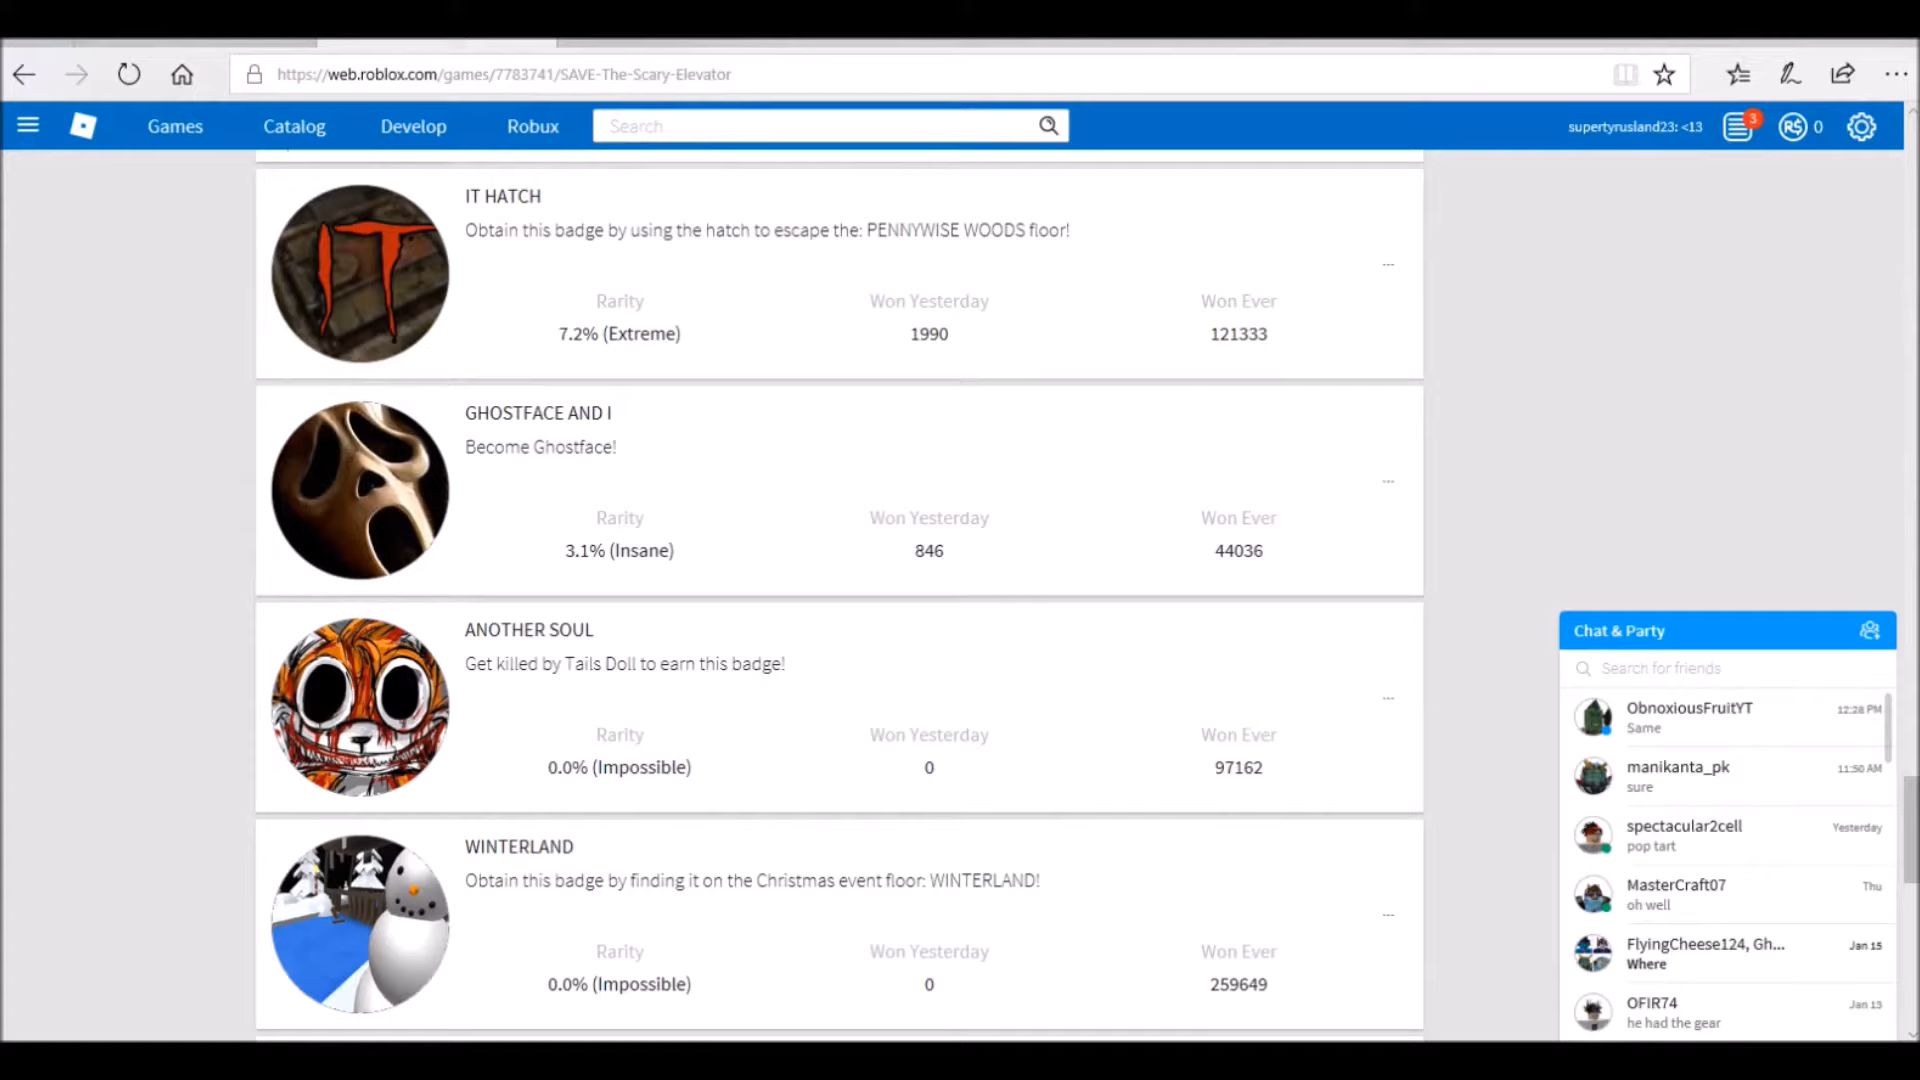 https://web.roblox.com/games/7783741/SAVE-The-Scary-Elevator
Games
Catalog
Develop
Robux
Search
supertyrusland23: <13
3
R$ 0
IT HATCH
Obtain this badge by using the hatch to escape the: PENNYWISE WOODS floor!
Rarity
Won Yesterday
Won Ever
7.2% (Extreme)
1990
121333
IT
GHOSTFACE AND I
Become Ghostface!
Rarity
Won Yesterday
Won Ever
3.1% (Insane)
846
44036
ANOTHER SOUL
Get killed by Tails Doll to earn this badge!
Rarity
Won Yesterday
Won Ever
0.0% (Impossible)
0
97162
WINTERLAND
Obtain this badge by finding it on the Christmas event floor: WINTERLAND!
Rarity
Won Yesterday
Won Ever
0.0% (Impossible)
0
259649
Chat & Party
Search for friends
ObnoxiousFruitYT 12:28 PM
Same
manikanta_pk 11:50 AM
sure
spectacular2cell Yesterday
pop tart
MasterCraft07 Thu
oh well
FlyingCheese124, Gh... Jan 15
Where
OFIR74 Jan 13
he had the gear